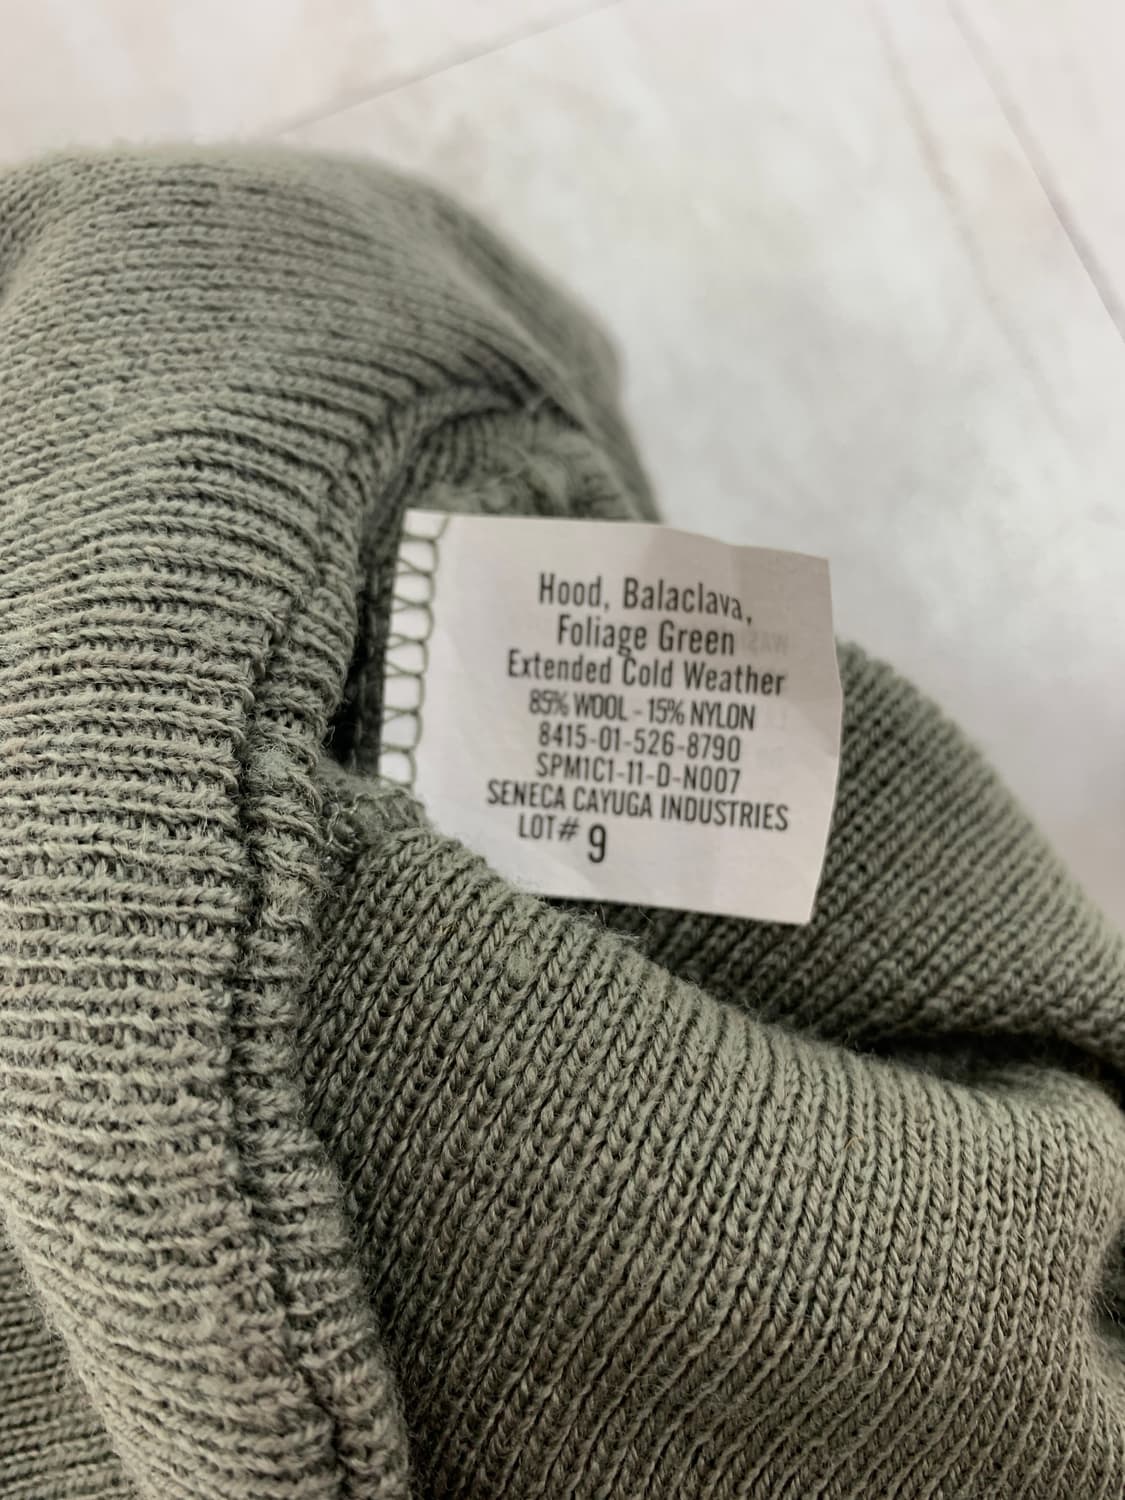 Hood, Balaclava,
Foliage Green
Extended Cold Weather
85% WOOL - 15% NYLON
8415-01-526-8790
SPM1C1-11-D-N007
SENECA CAYUGA INDUSTRIES
LOT# 9